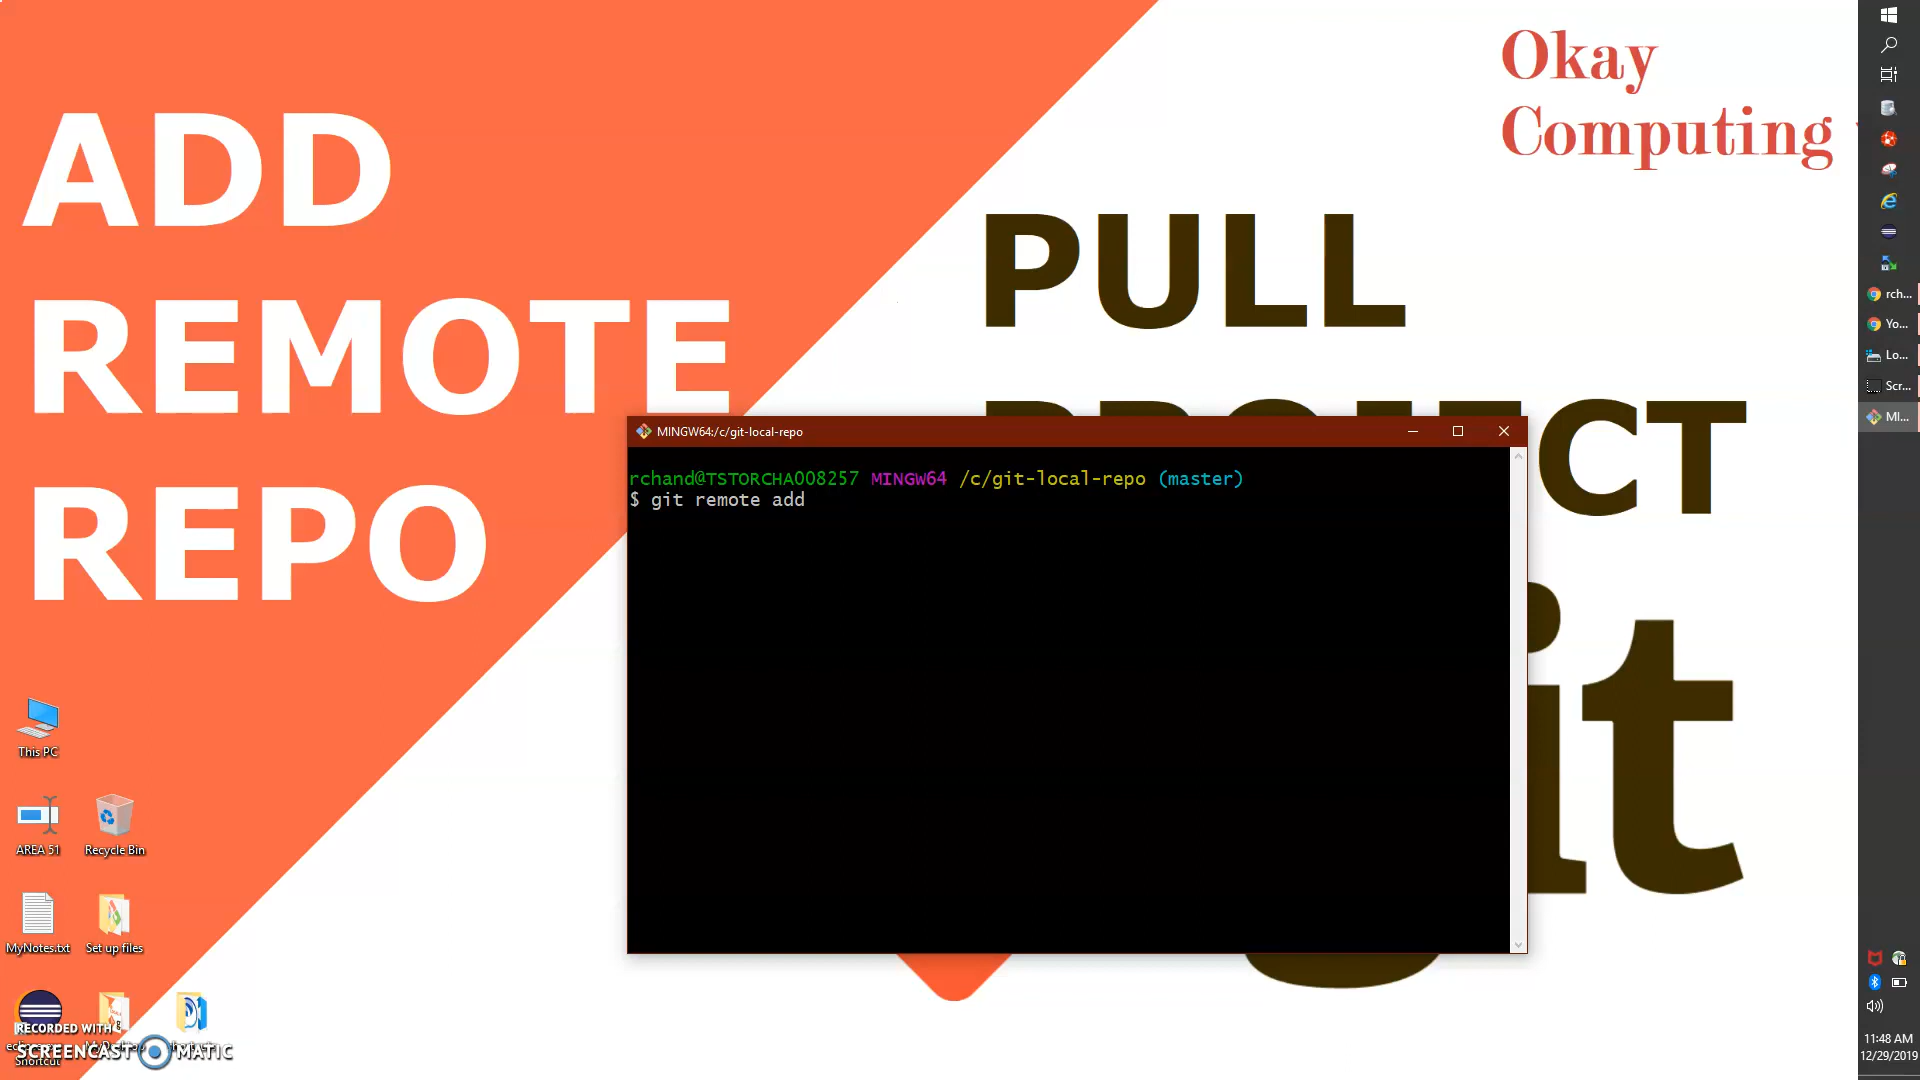 ADD
REMOTE
REPO
Okay
Computing
PULL
MINGW64:/c/git-local-repo
rchand@TSTORCHA008257 MINGW64 /c/git-local-repo (master)
$ git remote add
This PC
AREA 51
Recycle Bin
MyNotes.txt
Set up files
Shortcut
RECORDED WITH
SCREENCAST MATIC
rch...
Yo...
Lo...
Scr...
MI...
11:48 AM
12/29/2019